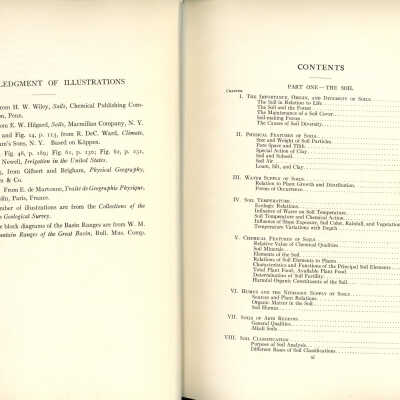 LEDGMENT OF ILLUSTRATIONS
rom H. W. Wiley, Soils, Chemical Publishing Com-
ton, Penn.
rom E. W. Hilgard, Soils, Macmillan Company, N. Y.
and Fig. 14, p. 113, from R. DeC. Ward, Climate,
am's Sons, N. Y. Based on Köppen.
Fig. 46, p. 189; Fig. 61, p. 230; Fig. 62, p. 231,
Newell, Irrigation in the United States.
from Gilbert and Brigham, Physical Geography,
& Co.
From E. de Martonne, Traité de Géographie Physique,
lin, Paris, France.
mber of illustrations are from the Collections of the
Geological Survey.
e block diagrams of the Basin Ranges are from W. M.
ountain Ranges of the Great Basin, Bull. Mus. Comp.
CONTENTS
PART ONE—THE SOIL
CHAPTER
I. The Importance, Origin, and Diversity of Soils
The Soil in Relation to Life
The Soil and the Forest
The Maintenance of a Soil Cover
Soil-making Forces
The Causes of Soil Diversity
II. Physical Features of Soils
Size and Weight of Soil Particles
Pore Space and Tilth
Special Action of Clay
Soil and Subsoil
Soil Air
Loam, Silt, and Clay
III. Water Supply of Soils
Relation to Plant Growth and Distribution
Forms of Occurrence
IV. Soil Temperature
Ecologic Relations
Influence of Water on Soil Temperature
Soil Temperature and Chemical Action
Influence of Slope Exposure, Soil Color, Rainfall, and Vegetation
Temperature Variations with Depth
V. Chemical Features of Soils
Relative Value of Chemical Qualities
Soil Minerals
Elements of the Soil
Relations of Soil Elements to Plants
Characteristics and Functions of the Principal Soil Elements
Total Plant Food, Available Plant Food
Determination of Soil Fertility
Harmful Organic Constituents of the Soil
VI. Humus and the Nitrogen Supply of Soils
Sources and Plant Relations
Organic Matter in the Soil
Soil Humus
VII. Soils of Arid Regions
General Qualities
Alkali Soils
VIII. Soil Classification
Purpose of Soil Analysis
Different Bases of Soil Classifications
xi